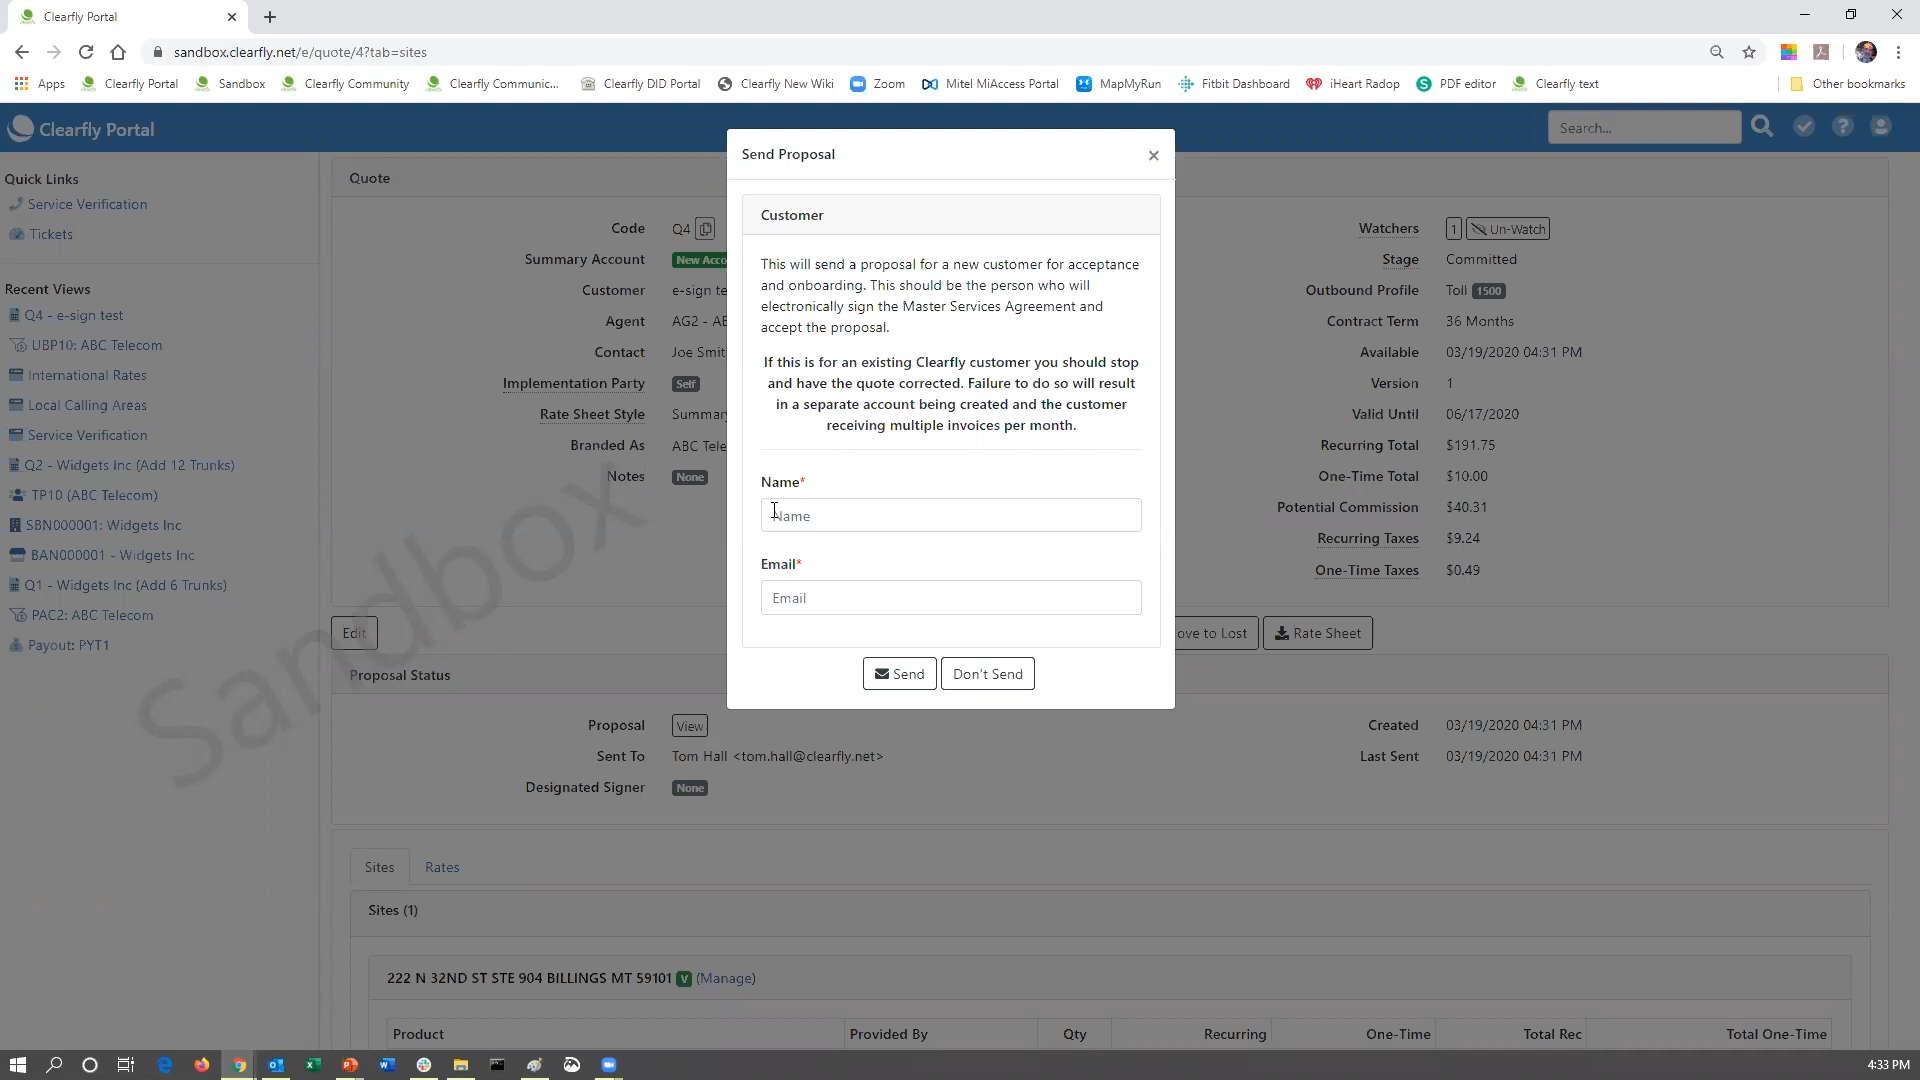 Clearfly Portal
sandbox.clearfly.net/e/quote/4?tab=sites
Apps
Clearfly Portal
Sandbox
Clearfly Community
Clearfly Communic...
Clearfly DID Portal
Clearfly New Wiki
Zoom
Mitel MiAccess Portal
MapMyRun
Fitbit Dashboard
iHeart Radop
PDF editor
Clearfly text
Other bookmarks
Clearfly Portal
Search...
Quick Links
Service Verification
Tickets
Recent Views
Q4 - e-sign test
UBP10: ABC Telecom
International Rates
Local Calling Areas
Service Verification
Q2 - Widgets Inc (Add 12 Trunks)
TP10 (ABC Telecom)
SBN000001: Widgets Inc
BAN000001 - Widgets Inc
Q1 - Widgets Inc (Add 6 Trunks)
PAC2: ABC Telecom
Payout: PYT1
Sandbox
Quote
Code Q4
Summary Account New Acco
Customer e-sign te
Agent AG2 - AB
Contact Joe Smit
Implementation Party Self
Rate Sheet Style Summar
Branded As ABC Tele
Notes None
Watchers 1 Un-Watch
Stage Committed
Outbound Profile Toll 1500
Contract Term 36 Months
Available 03/19/2020 04:31 PM
Version 1
Valid Until 06/17/2020
Recurring Total $191.75
One-Time Total $10.00
Potential Commission $40.31
Recurring Taxes $9.24
One-Time Taxes $0.49
Send Proposal
Customer
This will send a proposal for a new customer for acceptance
and onboarding. This should be the person who will
electronically sign the Master Services Agreement and
accept the proposal.
If this is for an existing Clearfly customer you should stop
and have the quote corrected. Failure to do so will result
in a separate account being created and the customer
receiving multiple invoices per month.
Name*
Name
Email*
Email
Send
Don't Send
Edit
ove to Lost
Rate Sheet
Proposal Status
Proposal View
Sent To Tom Hall <tom.hall@clearfly.net>
Designated Signer None
Created 03/19/2020 04:31 PM
Last Sent 03/19/2020 04:31 PM
Sites Rates
Sites (1)
222 N 32ND ST STE 904 BILLINGS MT 59101 V (Manage)
Product Provided By Qty Recurring One-Time Total Rec Total One-Time
4:33 PM